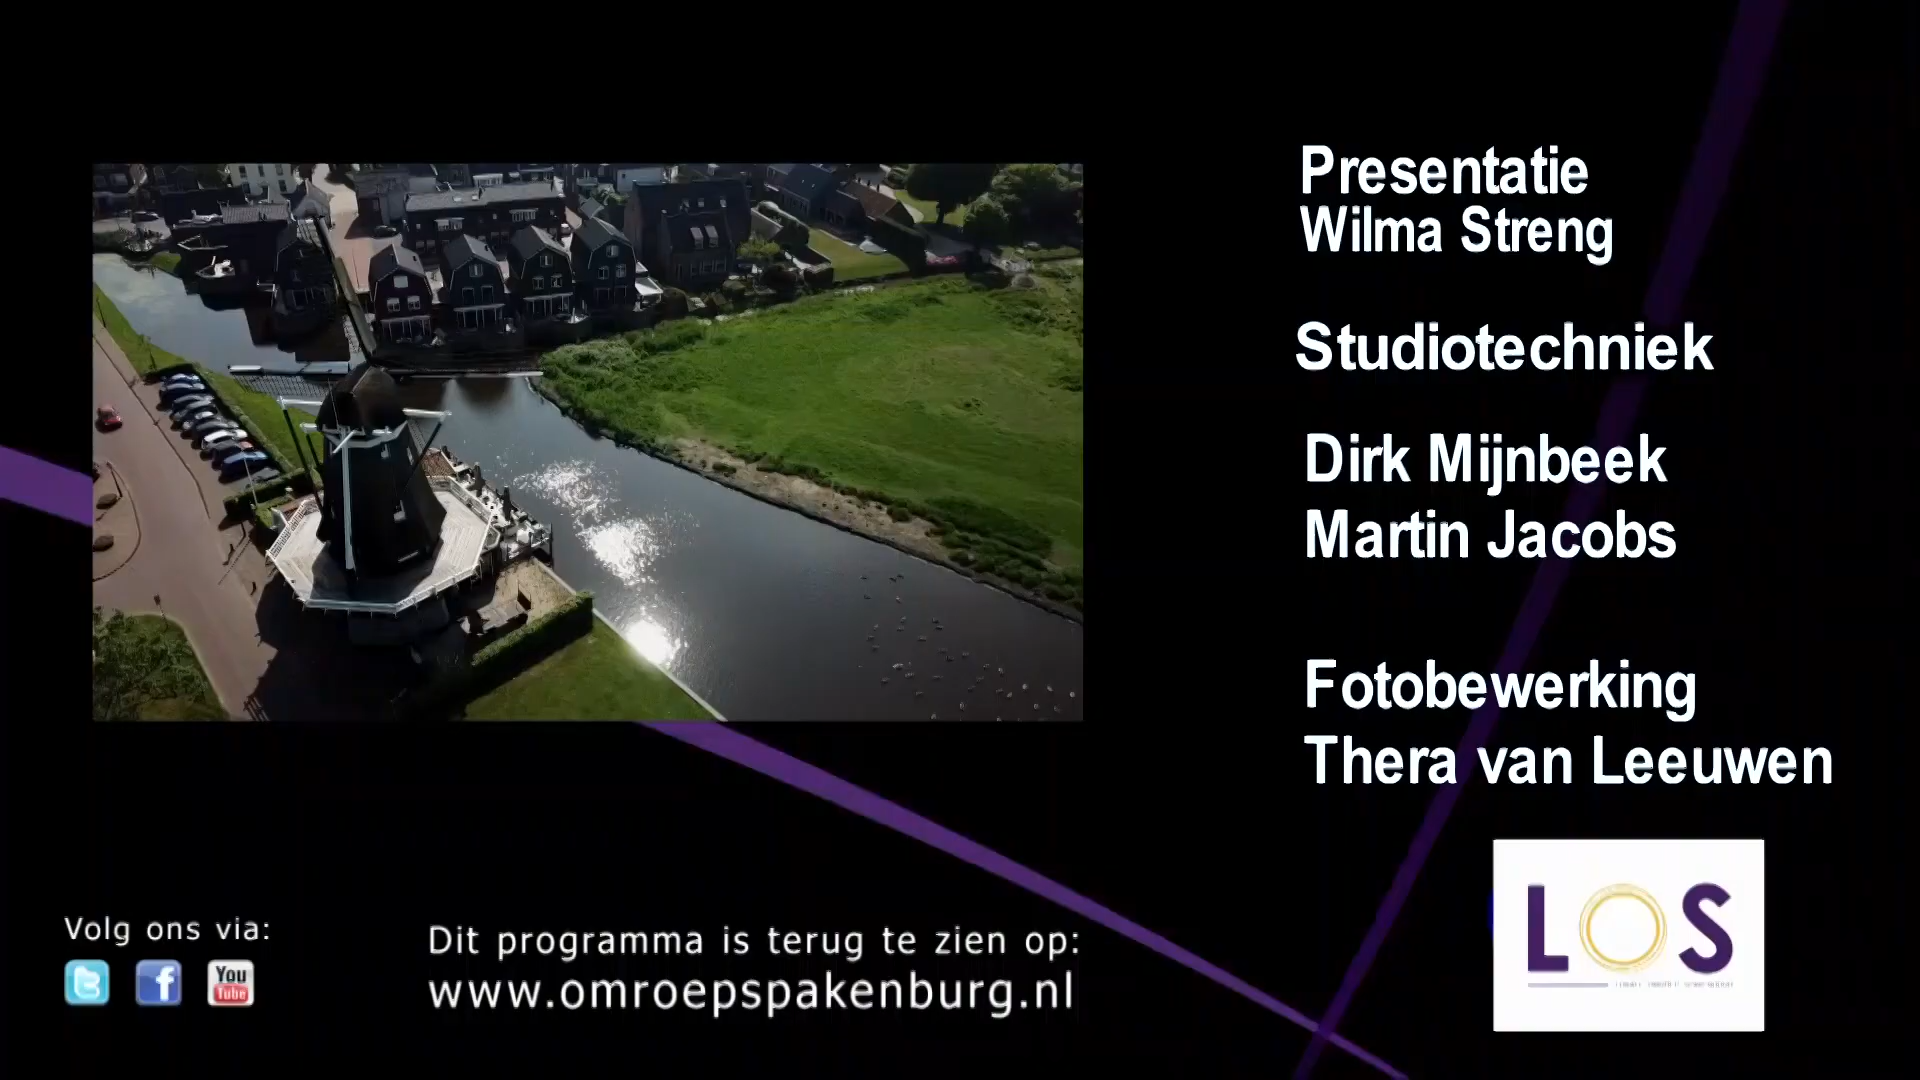 Presentatie
Wilma Streng
Studiotechniek
Dirk Mijnbeek
Martin Jacobs
Fotobewerking
Thera van Leeuwen
Volg ons via:
You
Tube
Dit programma is terug te zien op:
www.omroepspakenburg.nl
LOS